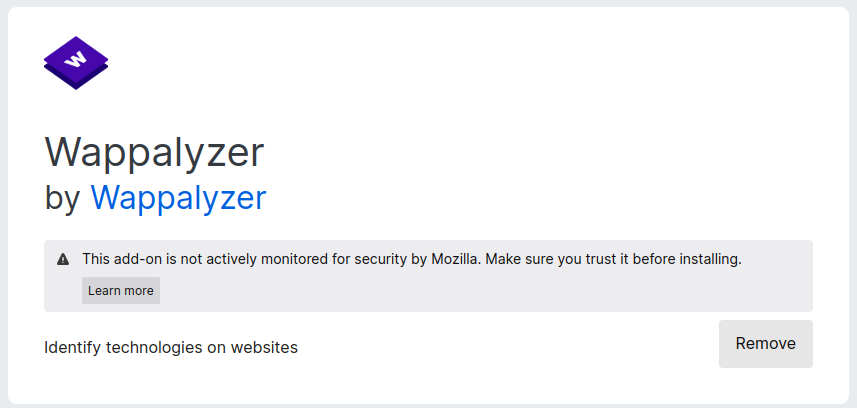 W
Wappalyzer
by Wappalyzer
This add-on is not actively monitored for security by Mozilla. Make sure you trust it before installing.
Learn more
Identify technologies on websites
Remove